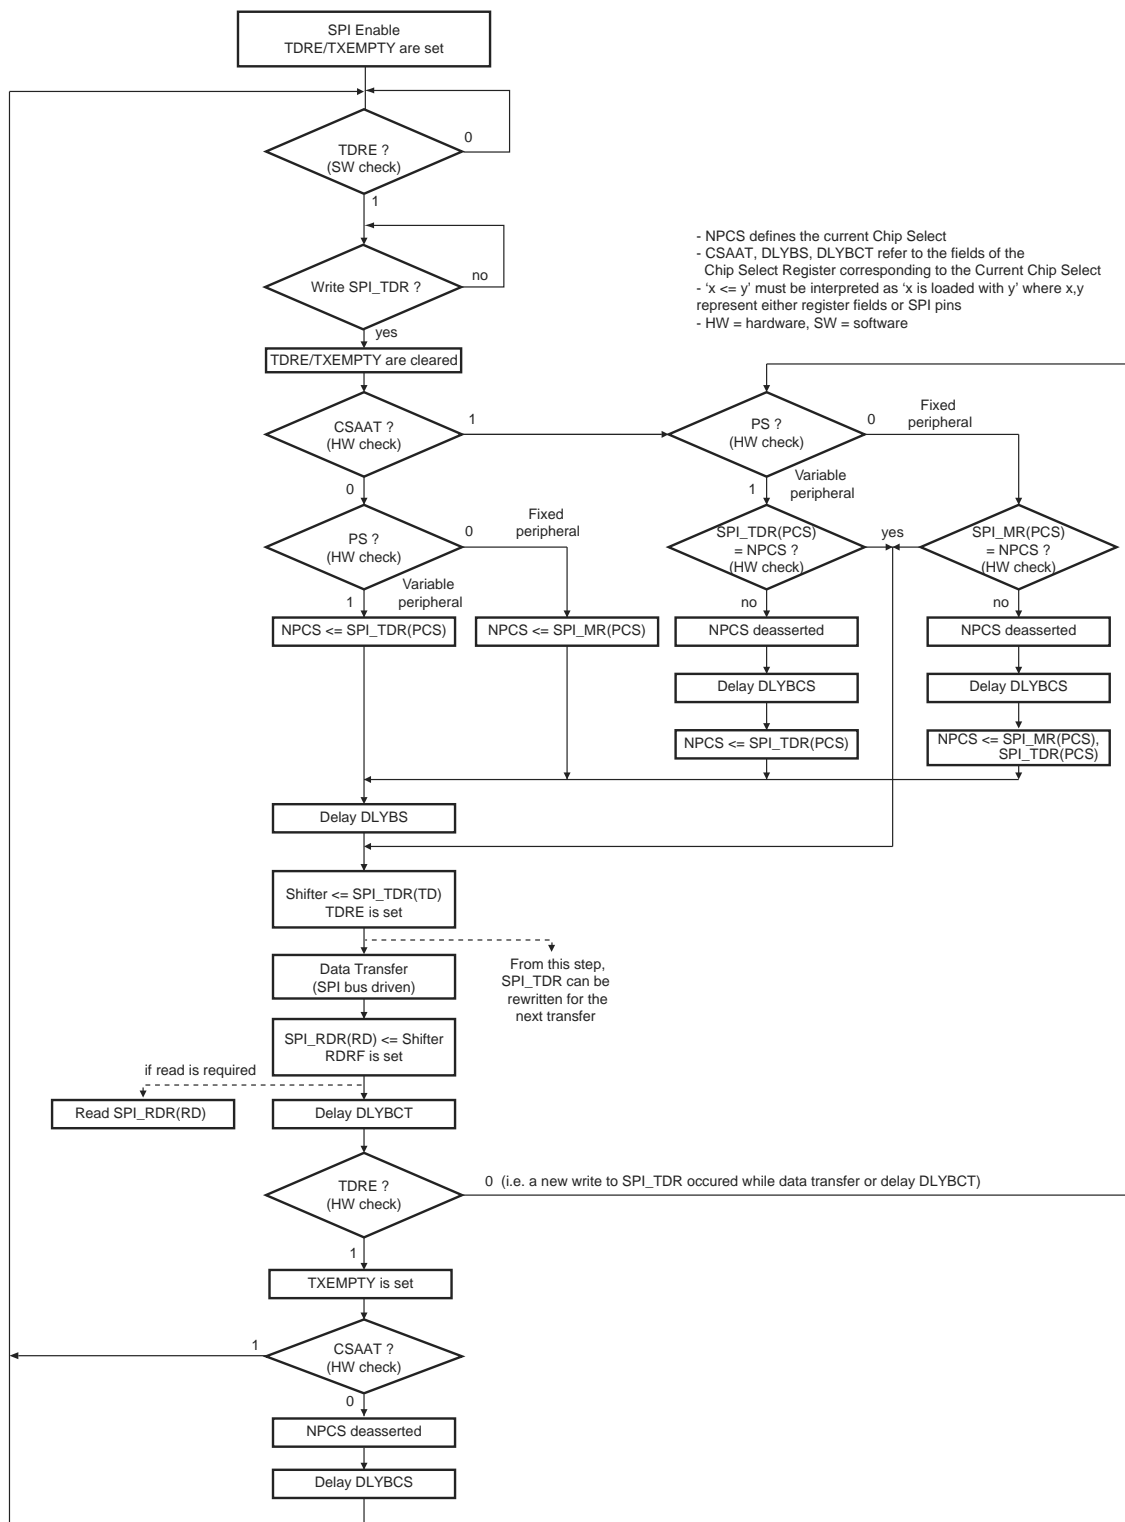 SPI Enable
TDRE/TXEMPTY are set
TDRE ?
(SW check)
0
1
Write SPI_TDR ?
no
yes
- NPCS defines the current Chip Select
- CSAAT, DLYBS, DLYBCT refer to the fields of the
Chip Select Register corresponding to the Current Chip Select
- ‘x <= y’ must be interpreted as ‘x is loaded with y’ where x,y
represent either register fields or SPI pins
- HW = hardware, SW = software
TDRE/TXEMPTY are cleared
CSAAT ?
(HW check)
1
0
PS ?
(HW check)
0
Fixed
peripheral
1
Variable
peripheral
PS ?
(HW check)
0
Fixed
peripheral
1
Variable
peripheral
SPI_TDR(PCS)
= NPCS ?
(HW check)
yes
no
SPI_MR(PCS)
= NPCS ?
(HW check)
no
NPCS <= SPI_TDR(PCS)
NPCS <= SPI_MR(PCS)
NPCS deasserted
NPCS deasserted
Delay DLYBCS
Delay DLYBCS
NPCS <= SPI_TDR(PCS)
NPCS <= SPI_MR(PCS),
SPI_TDR(PCS)
Delay DLYBS
Shifter <= SPI_TDR(TD)
TDRE is set
Data Transfer
(SPI bus driven)
From this step,
SPI_TDR can be
rewritten for the
next transfer
SPI_RDR(RD) <= Shifter
RDRF is set
if read is required
Read SPI_RDR(RD)
Delay DLYBCT
TDRE ?
(HW check)
0 (i.e. a new write to SPI_TDR occured while data transfer or delay DLYBCT)
1
TXEMPTY is set
CSAAT ?
(HW check)
1
0
NPCS deasserted
Delay DLYBCS